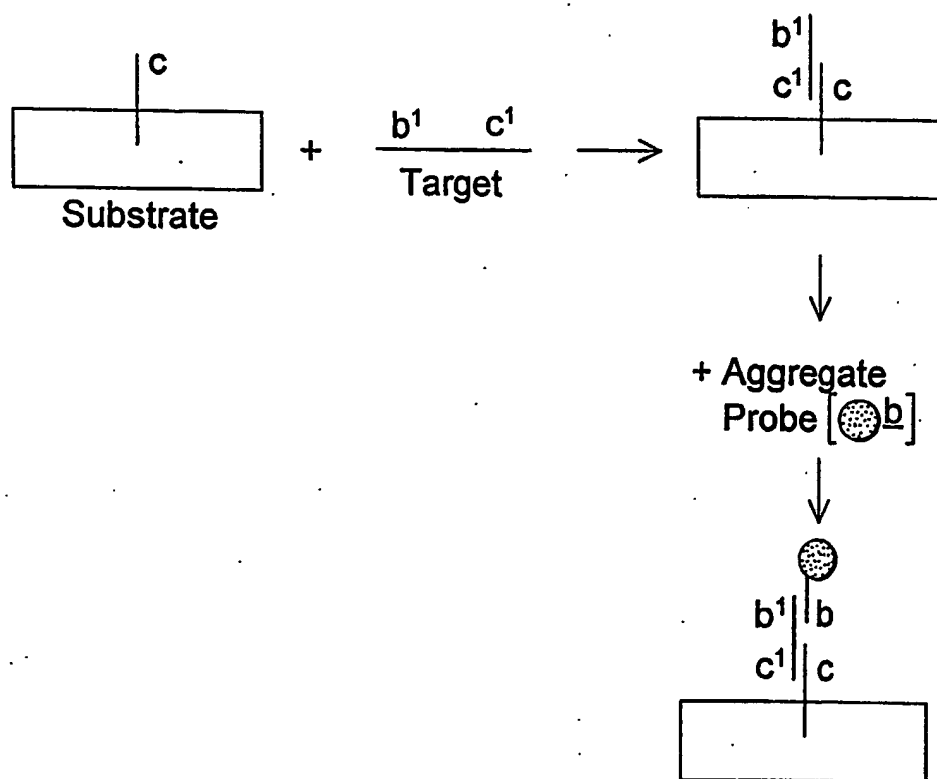 c
Substrate
+
b¹ c¹
Target
b¹
c¹ c
+ Aggregate
Probe [b]
b¹ b
c¹ c